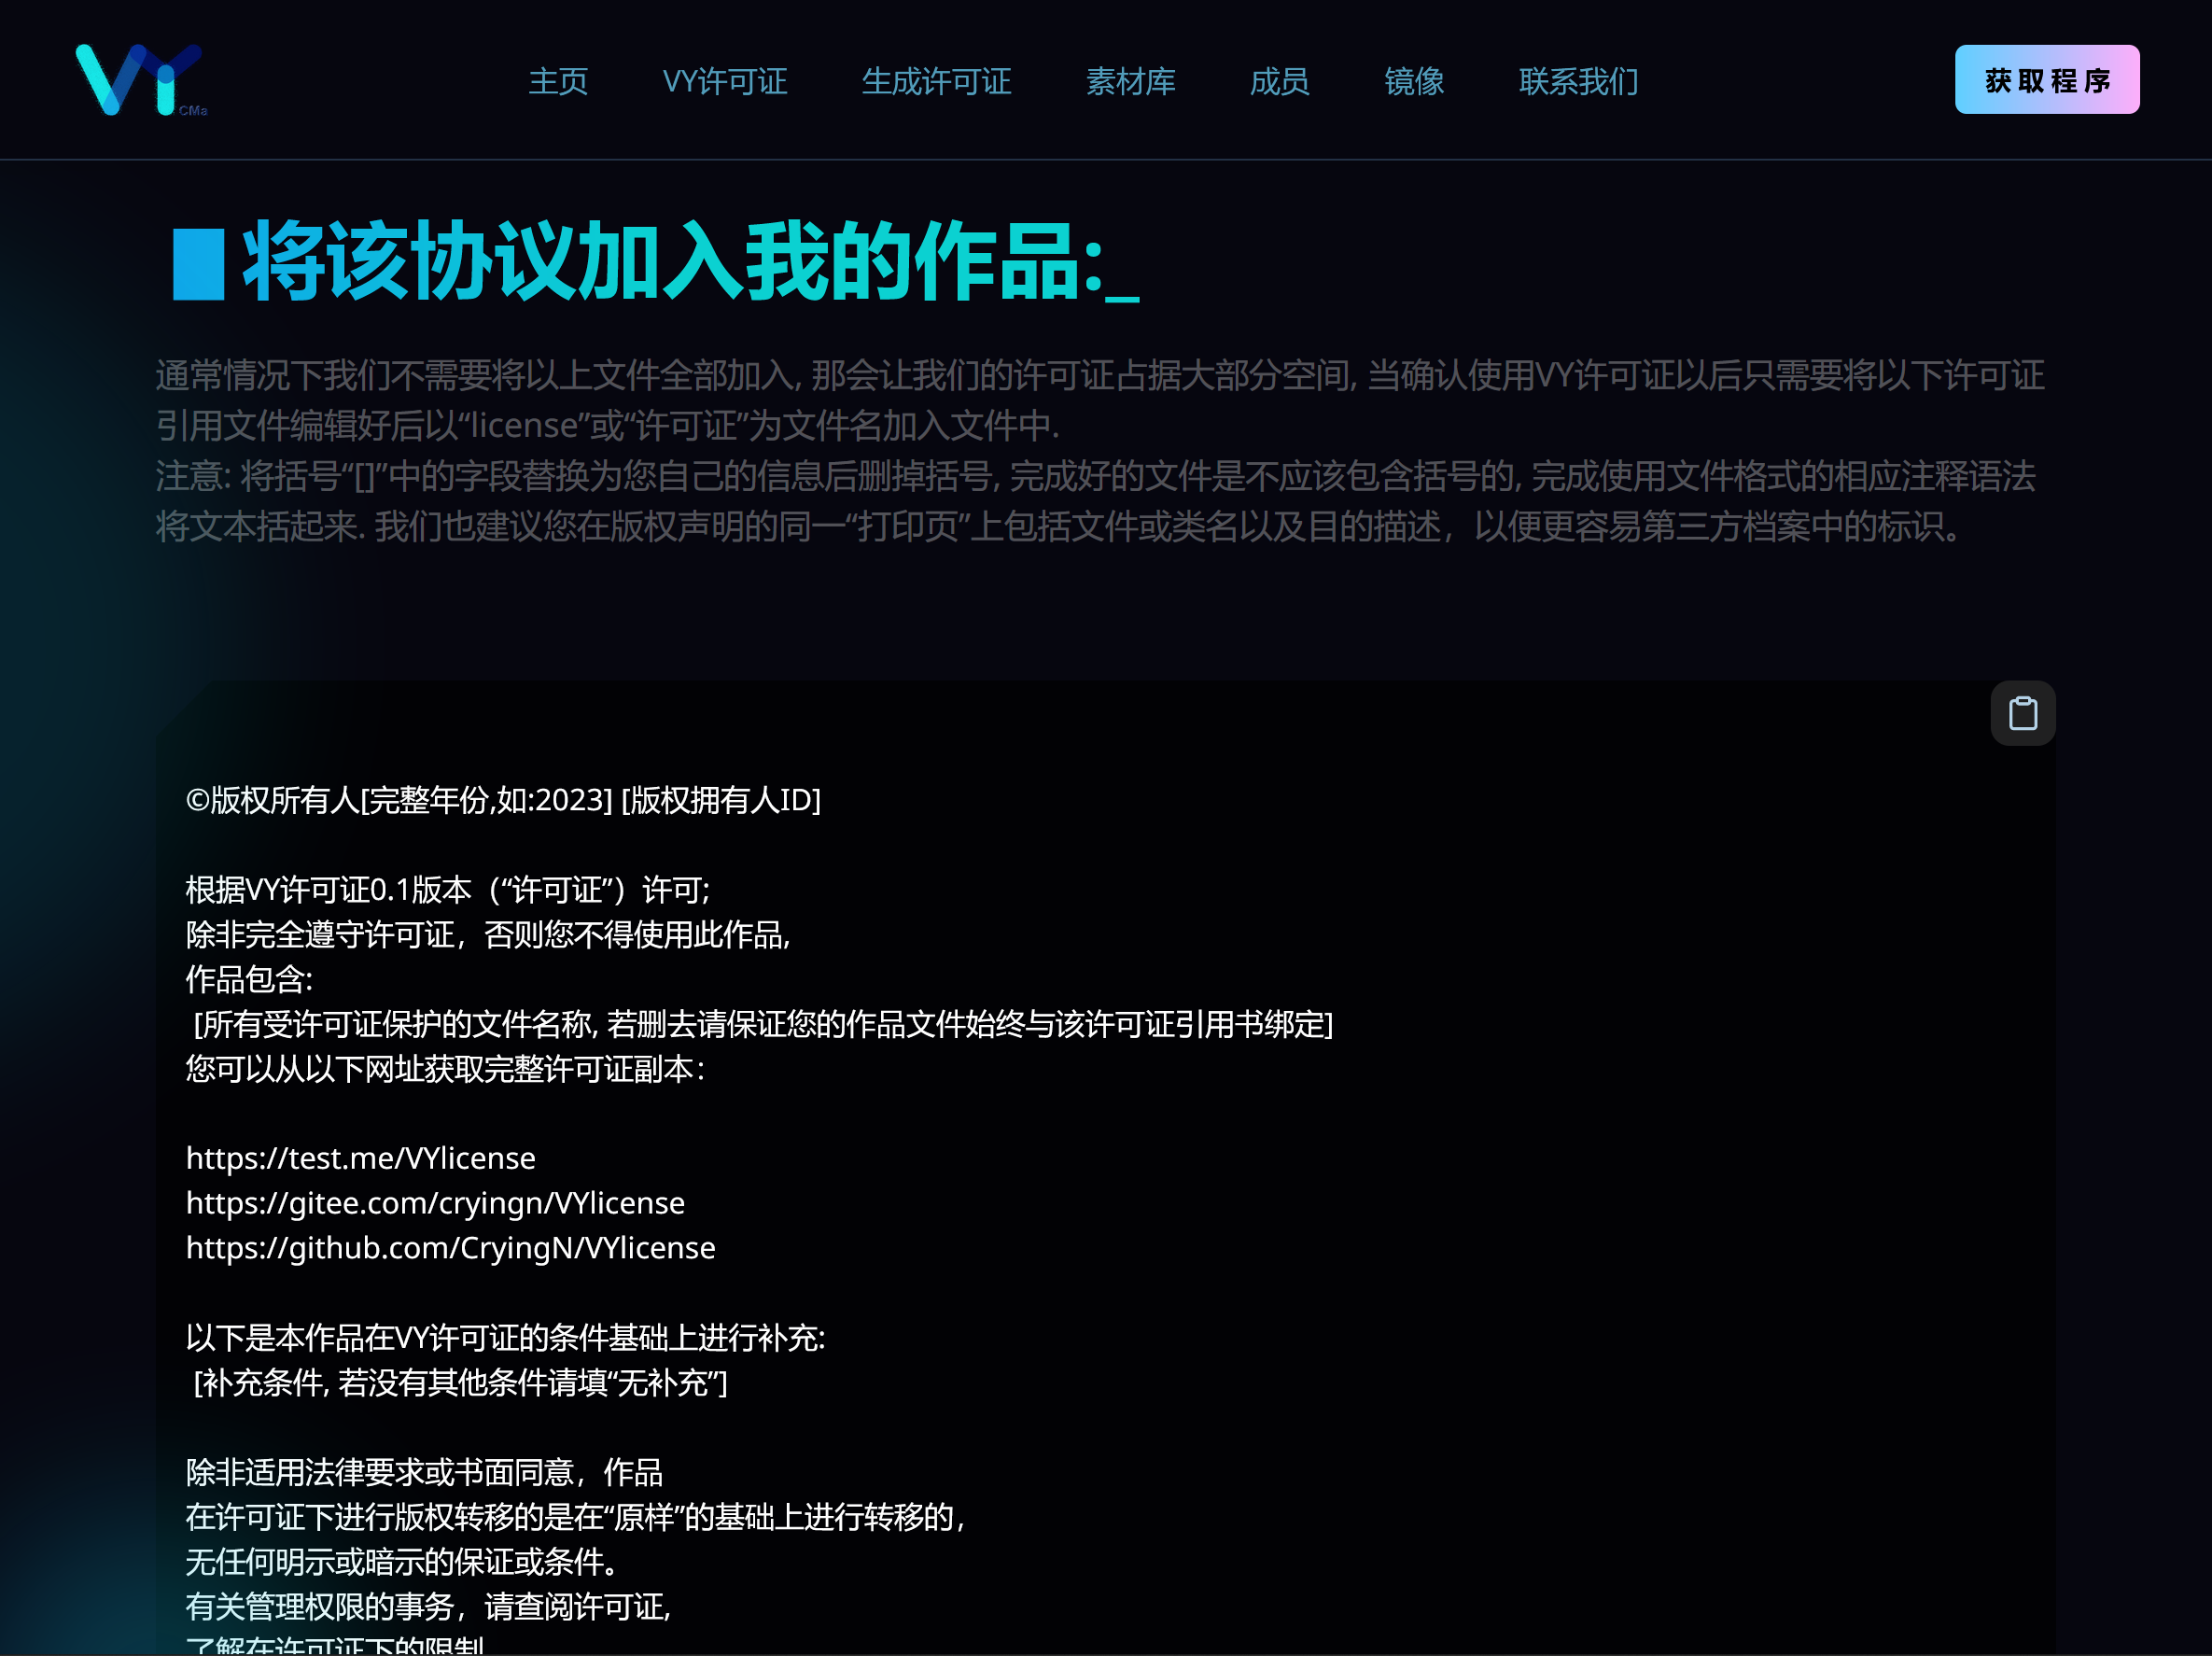 VY CMa
主页 VY许可证 生成许可证 素材库 成员 镜像 联系我们 获取程序
将该协议加入我的作品:_
通常情况下我们不需要将以上文件全部加入, 那会让我们的许可证占据大部分空间, 当确认使用VY许可证以后只需要将以下许可证
引用文件编辑好后以“license”或“许可证”为文件名加入文件中.
注意: 将括号“[]”中的字段替换为您自己的信息后删掉括号, 完成好的文件是不应该包含括号的, 完成使用文件格式的相应注释语法
将文本括起来. 我们也建议您在版权声明的同一“打印页”上包括文件或类名以及目的描述，以便更容易第三方档案中的标识。
©版权所有人[完整年份,如:2023] [版权拥有人ID]
根据VY许可证0.1版本（“许可证”）许可;
除非完全遵守许可证，否则您不得使用此作品,
作品包含:
[所有受许可证保护的文件名称, 若删去请保证您的作品文件始终与该许可证引用书绑定]
您可以从以下网址获取完整许可证副本：
https://test.me/VYlicense
https://gitee.com/cryingn/VYlicense
https://github.com/CryingN/VYlicense
以下是本作品在VY许可证的条件基础上进行补充:
[补充条件, 若没有其他条件请填“无补充”]
除非适用法律要求或书面同意，作品
在许可证下进行版权转移的是在“原样”的基础上进行转移的，
无任何明示或暗示的保证或条件。
有关管理权限的事务，请查阅许可证,
了解在许可证下的限制